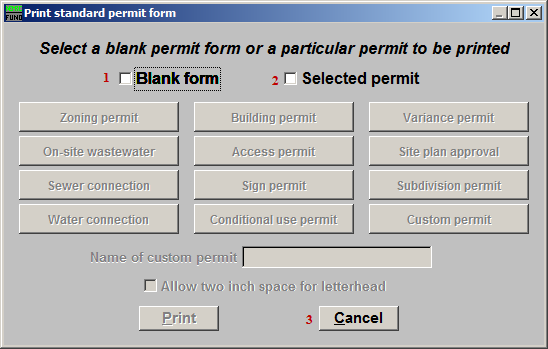 FUND Print standard permit form
Select a blank permit form or a particular permit to be printed
1 Blank form 2 Selected permit
Zoning permit Building permit Variance permit
On-site wastewater Access permit Site plan approval
Sewer connection Sign permit Subdivision permit
Water connection Conditional use permit Custom permit
Name of custom permit
Allow two inch space for letterhead
Print 3 Cancel